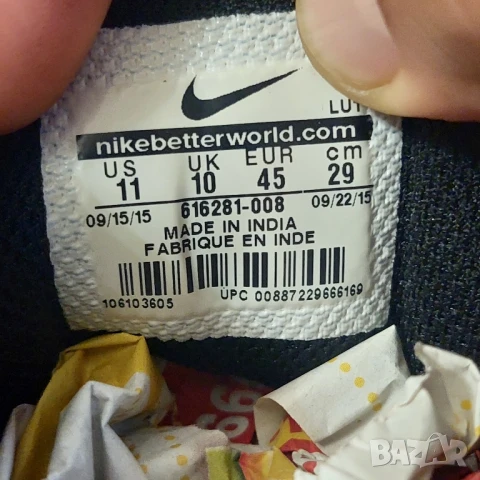 LU1
nikebetterworld.com
US UK EUR cm
11 10 45 29
09/15/15 616281-008 09/22/15
MADE IN INDIA
FABRIQUE EN INDE
106103605 UPC 00887229666169
BAZAR